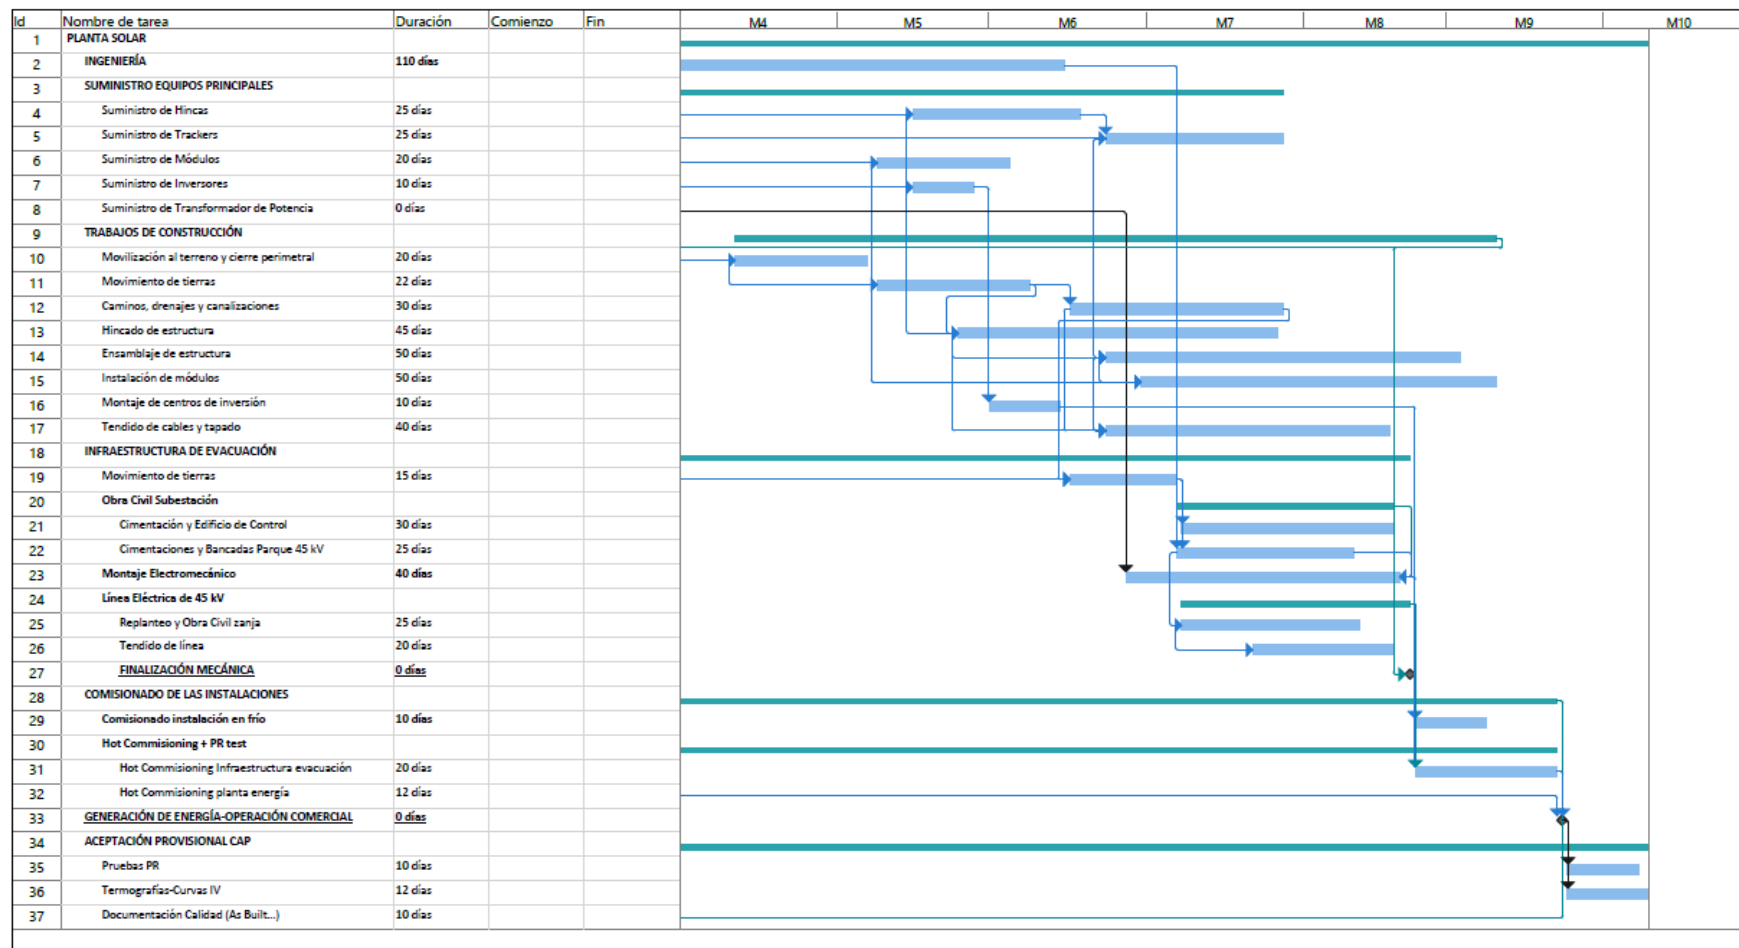 Id Nombre de tarea Duración Comienzo Fin M4 M5 M6 M7 M8 M9 M10
1 PLANTA SOLAR
2 INGENIERÍA 110 días
3 SUMINISTRO EQUIPOS PRINCIPALES
4 Suministro de Hincas 25 días
5 Suministro de Trackers 25 días
6 Suministro de Módulos 20 días
7 Suministro de Inversores 10 días
8 Suministro de Transformador de Potencia 0 días
9 TRABAJOS DE CONSTRUCCIÓN
10 Movilización al terreno y cierre perimetral 20 días
11 Movimiento de tierras 22 días
12 Caminos, drenajes y canalizaciones 30 días
13 Hincado de estructura 45 días
14 Ensamblaje de estructura 50 días
15 Instalación de módulos 50 días
16 Montaje de centros de inversión 10 días
17 Tendido de cables y tapado 40 días
18 INFRAESTRUCTURA DE EVACUACIÓN
19 Movimiento de tierras 15 días
20 Obra Civil Subestación
21 Cimentación y Edificio de Control 30 días
22 Cimentaciones y Bancadas Parque 45 kV 25 días
23 Montaje Electromecánico 40 días
24 Línea Eléctrica de 45 kV
25 Replanteo y Obra Civil zanja 25 días
26 Tendido de línea 20 días
27 FINALIZACIÓN MECÁNICA 0 días
28 COMISIONADO DE LAS INSTALACIONES
29 Comisionado instalación en frío 10 días
30 Hot Commisioning + PR test
31 Hot Commisioning Infraestructura evacuación 20 días
32 Hot Commisioning planta energía 12 días
33 GENERACIÓN DE ENERGÍA-OPERACIÓN COMERCIAL 0 días
34 ACEPTACIÓN PROVISIONAL CAP
35 Pruebas PR 10 días
36 Termografías-Curvas IV 12 días
37 Documentación Calidad (As Built...) 10 días